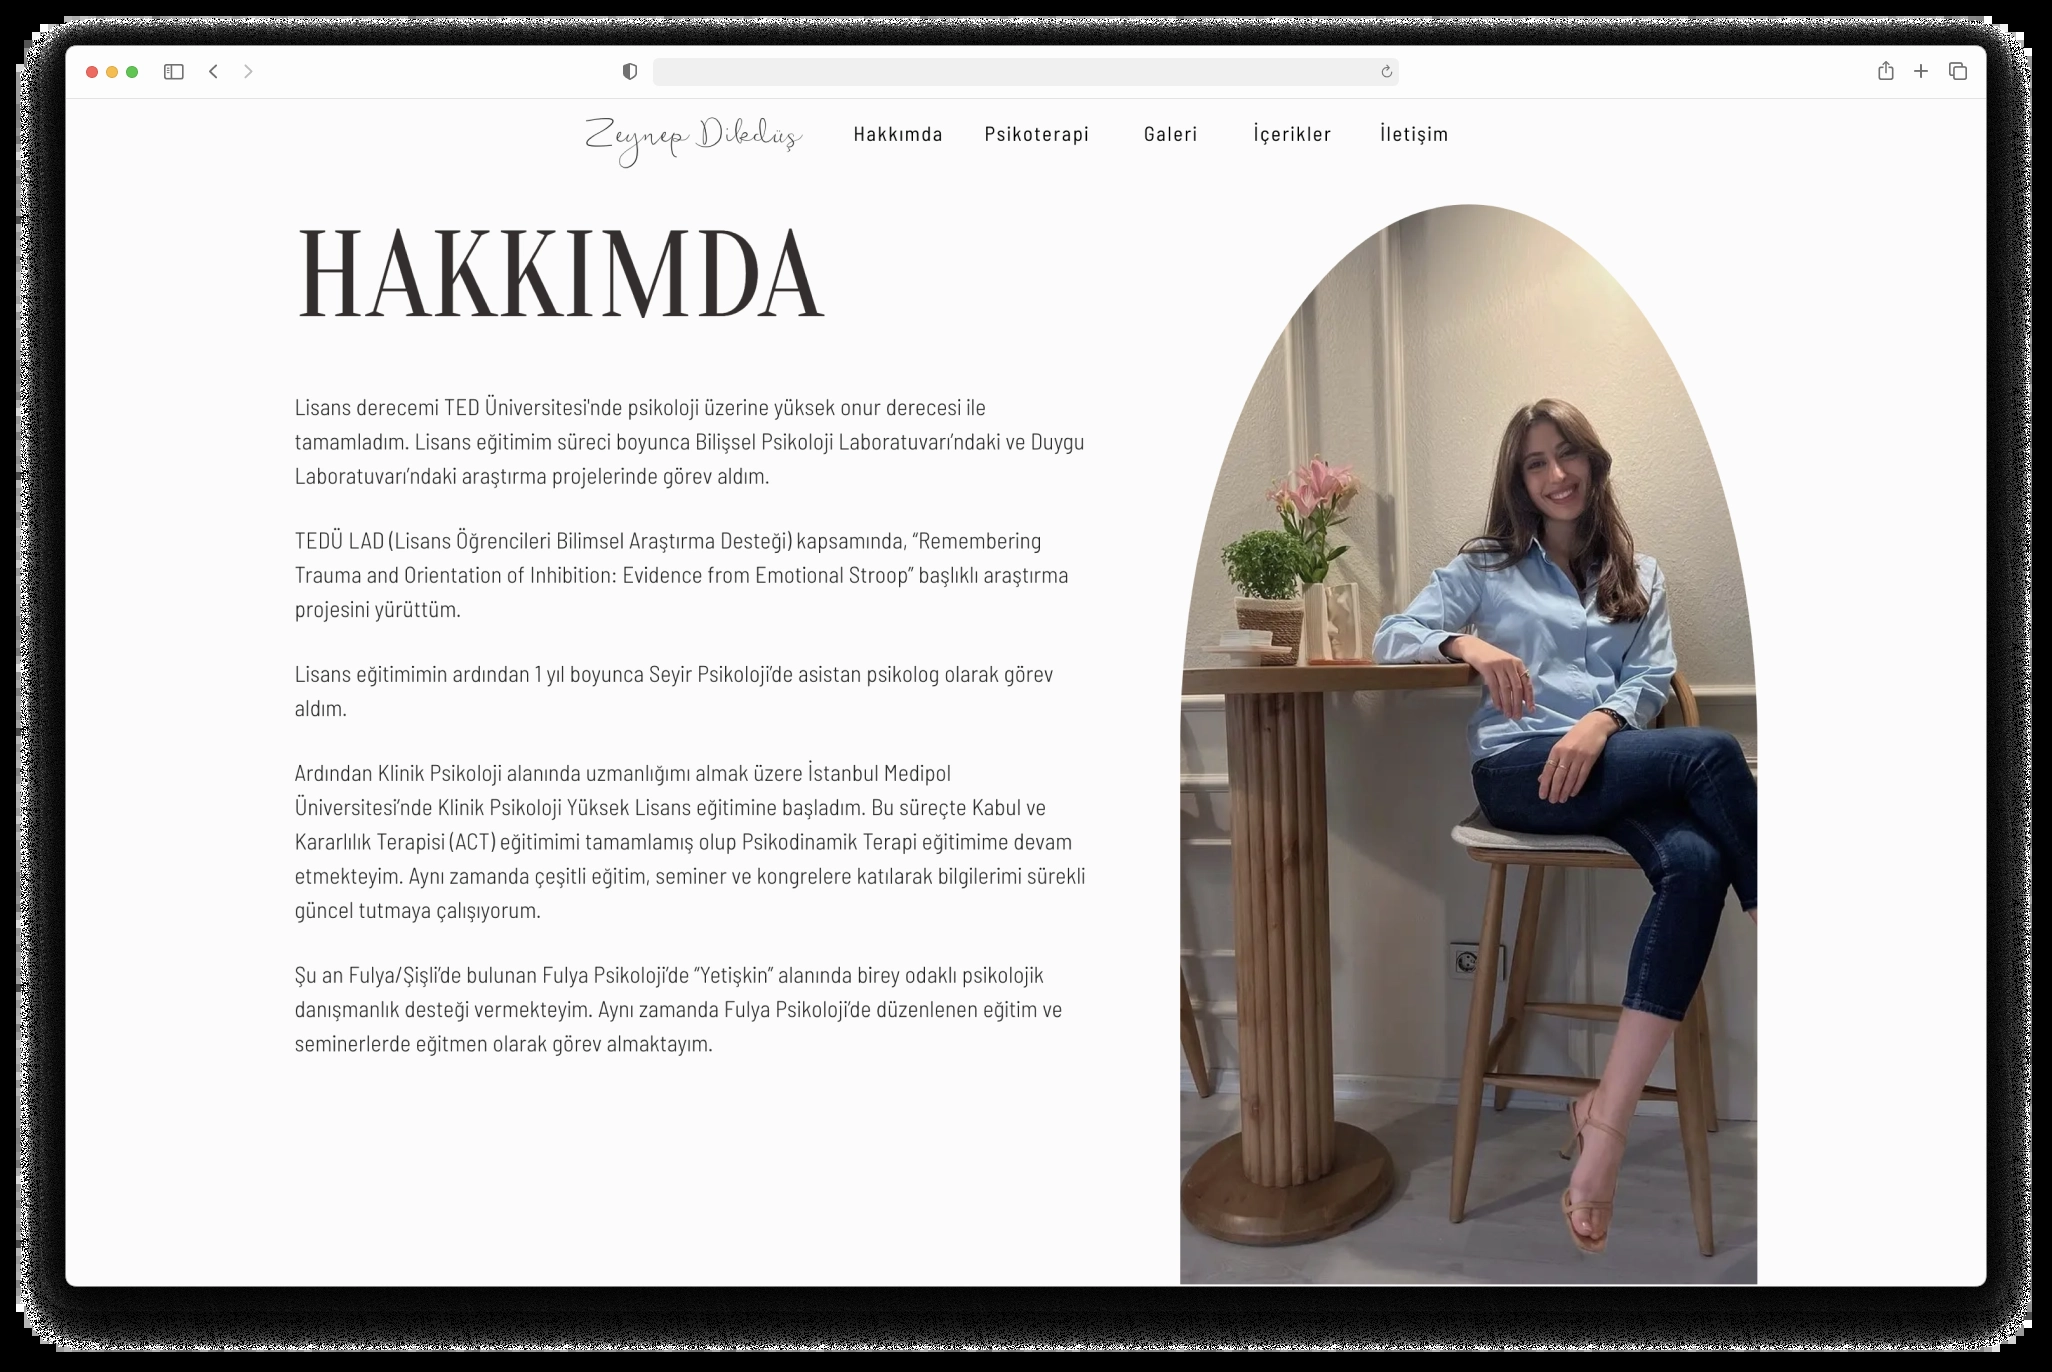 Zeynep Dikdüş
Hakkımda
Psikoterapi
Galeri
İçerikler
İletişim
HAKKIMDA
Lisans derecemi TED Üniversitesi'nde psikoloji üzerine yüksek onur derecesi ile
tamamladım. Lisans eğitimim süreci boyunca Bilişsel Psikoloji Laboratuvarı’ndaki ve Duygu
Laboratuvarı’ndaki araştırma projelerinde görev aldım.
TEDÜ LAD (Lisans Öğrencileri Bilimsel Araştırma Desteği) kapsamında, “Remembering
Trauma and Orientation of Inhibition: Evidence from Emotional Stroop” başlıklı araştırma
projesini yürüttüm.
Lisans eğitimimin ardından 1 yıl boyunca Seyir Psikoloji’de asistan psikolog olarak görev
aldım.
Ardından Klinik Psikoloji alanında uzmanlığımı almak üzere İstanbul Medipol
Üniversitesi’nde Klinik Psikoloji Yüksek Lisans eğitimine başladım. Bu süreçte Kabul ve
Kararlılık Terapisi (ACT) eğitimimi tamamlamış olup Psikodinamik Terapi eğitimime devam
etmekteyim. Aynı zamanda çeşitli eğitim, seminer ve kongrelere katılarak bilgilerimi sürekli
güncel tutmaya çalışıyorum.
Şu an Fulya/Şişli’de bulunan Fulya Psikoloji’de “Yetişkin” alanında birey odaklı psikolojik
danışmanlık desteği vermekteyim. Aynı zamanda Fulya Psikoloji’de düzenlenen eğitim ve
seminerlerde eğitmen olarak görev almaktayım.